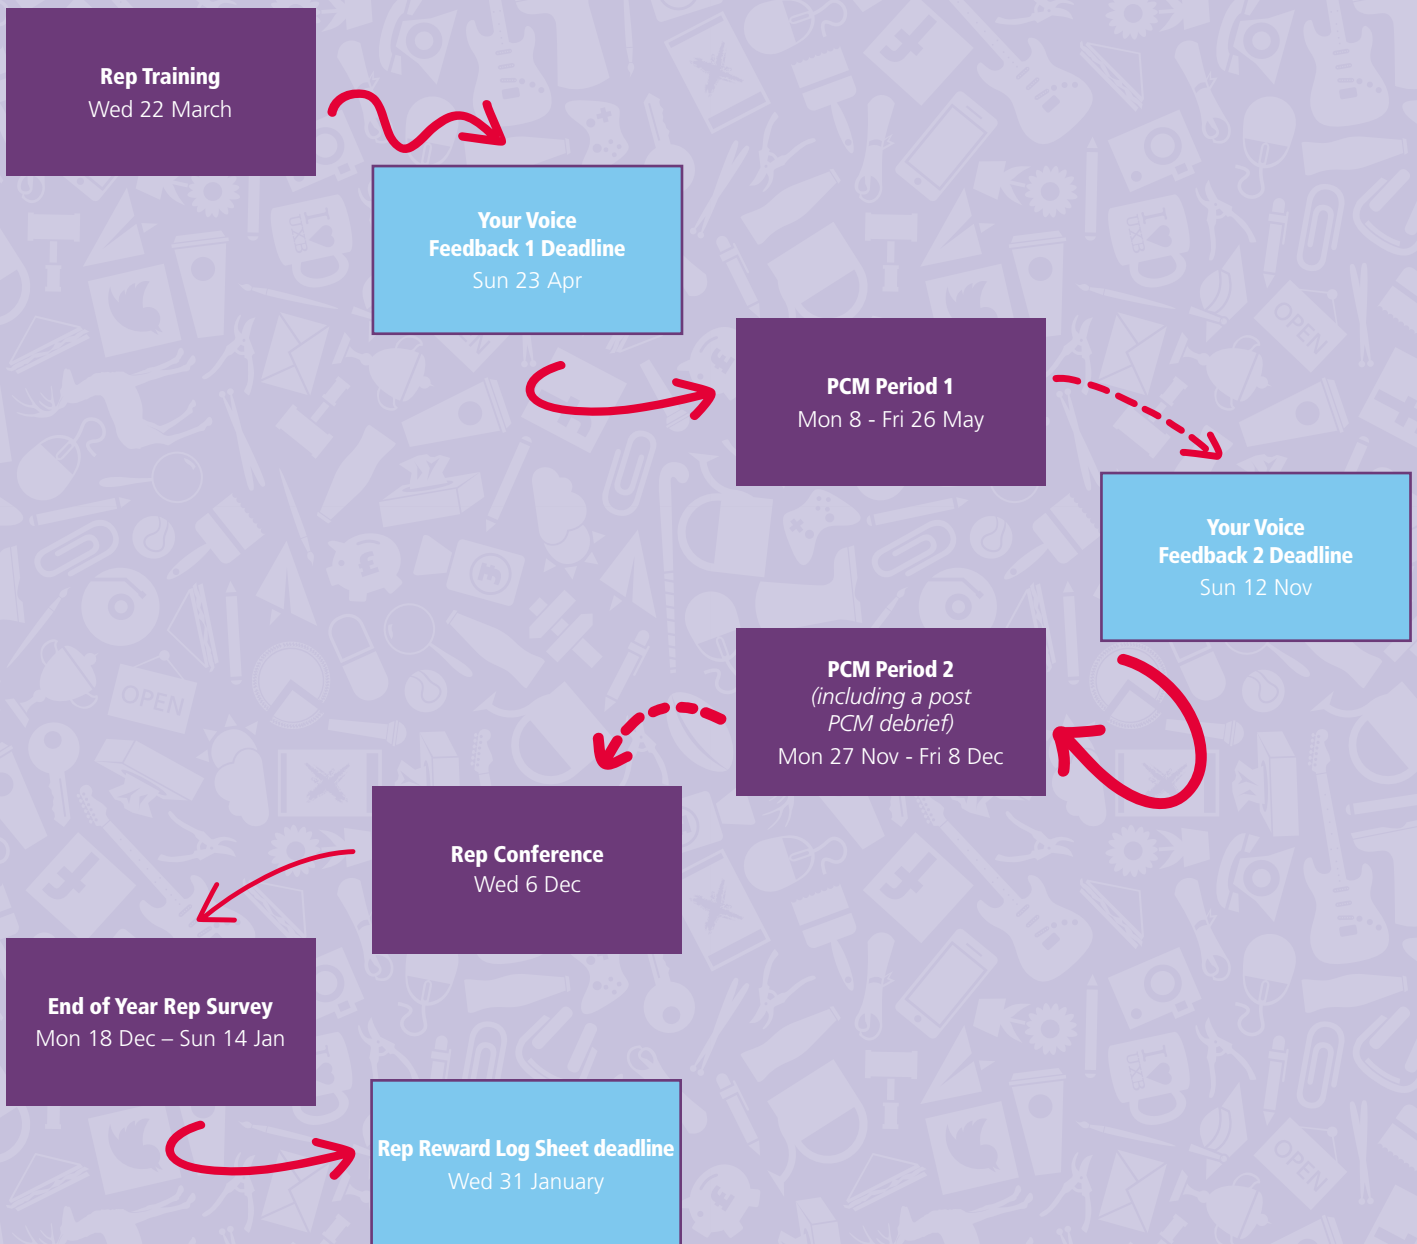 Rep Training
Wed 22 March
Your Voice
Feedback 1 Deadline
Sun 23 Apr
PCM Period 1
Mon 8 - Fri 26 May
Your Voice
Feedback 2 Deadline
Sun 12 Nov
PCM Period 2
(including a post
PCM debrief)
Mon 27 Nov - Fri 8 Dec
Rep Conference
Wed 6 Dec
End of Year Rep Survey
Mon 18 Dec – Sun 14 Jan
Rep Reward Log Sheet deadline
Wed 31 January
OPEN
OPEN
OPEN